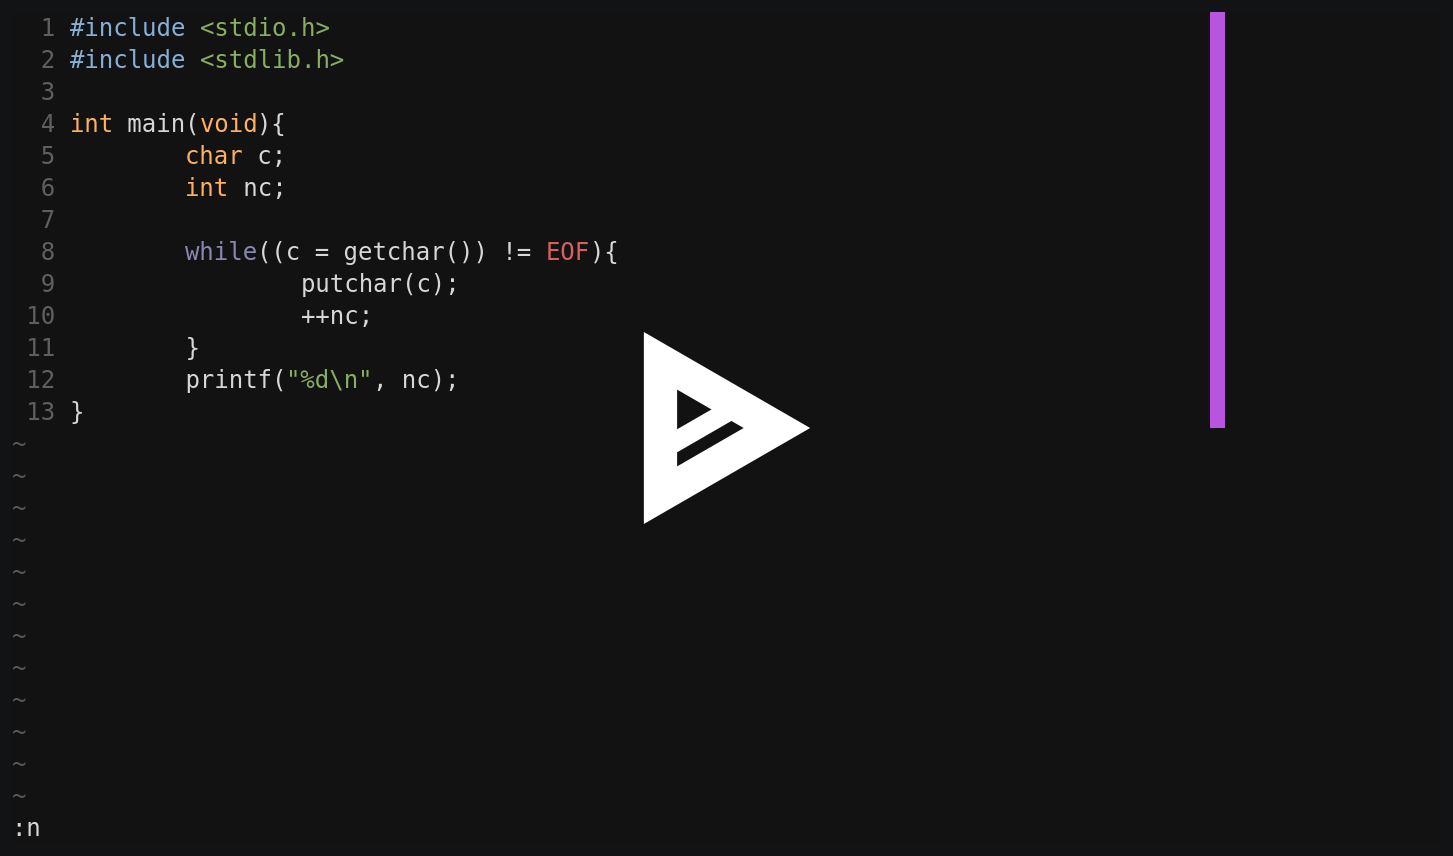 1 #include <stdio.h>
2 #include <stdlib.h>
3
4 int main(void){
5         char c;
6         int nc;
7
8         while((c = getchar()) != EOF){
9                 putchar(c);
10                 ++nc;
11         }
12         printf("%d\n", nc);
13 }
~
~
~
~
~
~
~
~
~
~
~
~
:n